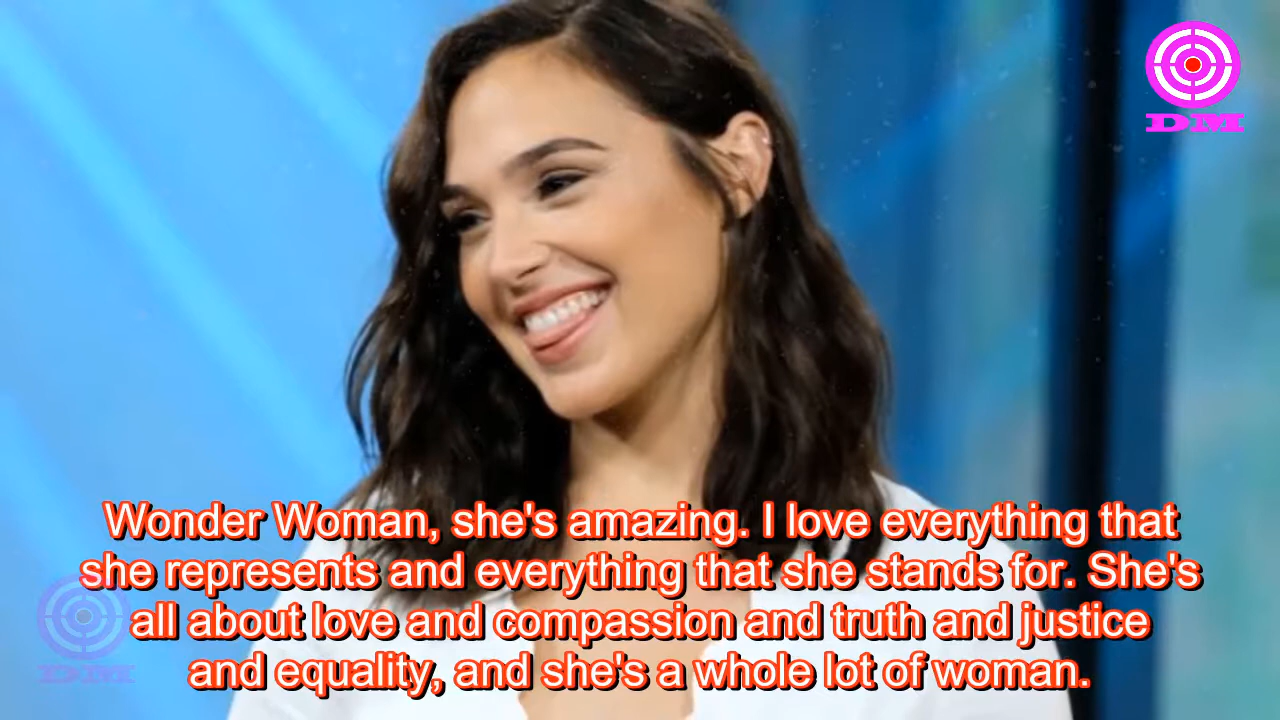 DM
Wonder Woman, she's amazing. I love everything that
she represents and everything that she stands for. She's
all about love and compassion and truth and justice
and equality, and she's a whole lot of woman.
DM